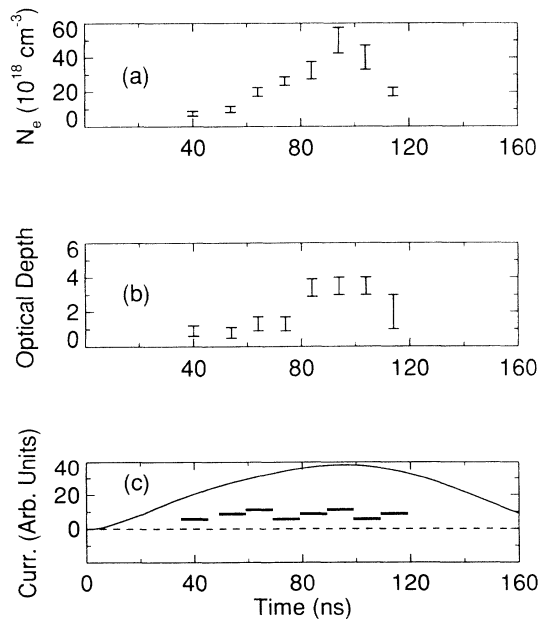 60
40
20
0
N_e (10^18 cm^-3)
(a)
40 80 120 160
6
4
2
0
Optical Depth
(b)
40 80 120 160
40
20
0
Curr. (Arb. Units)
(c)
0 40 80 120 160
Time (ns)